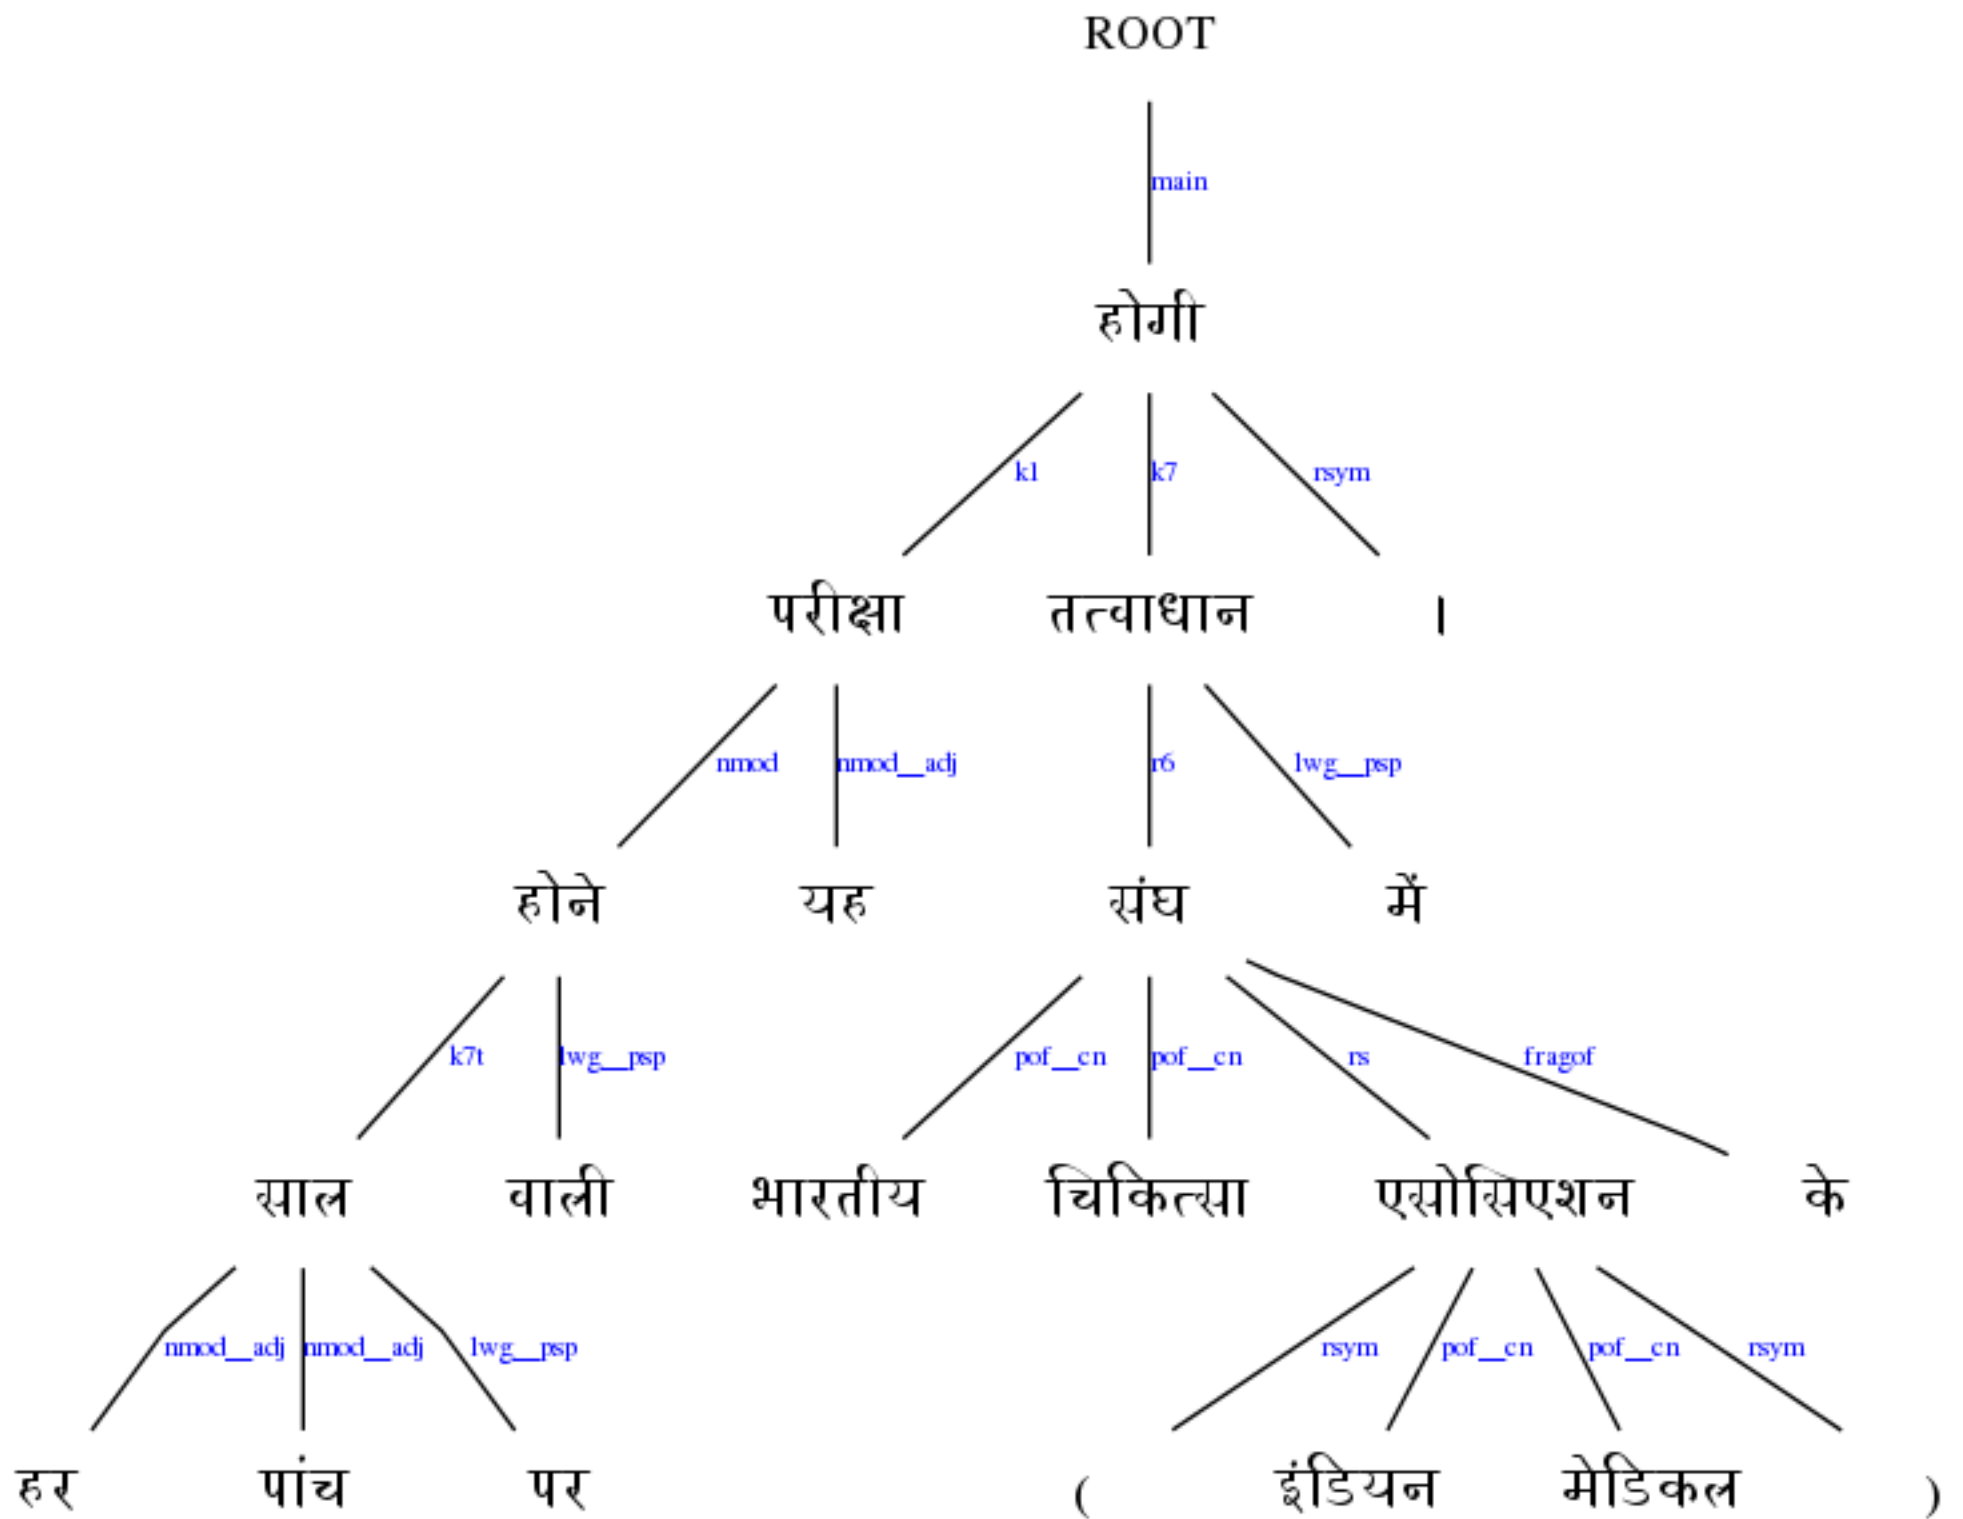 ROOT
main
होगी
k1 k7 rsym
परीक्षा तत्वाधान ।
nmod nmod__adj r6 lwg__psp
होने यह संघ में
k7t lwg__psp pof__cn pof__cn rs fragof
साल वाली भारतीय चिकित्सा एसोसिएशन के
nmod__adj nmod__adj lwg__psp rsym pof__cn pof__cn rsym
हर पांच पर ( इंडियन मेडिकल )